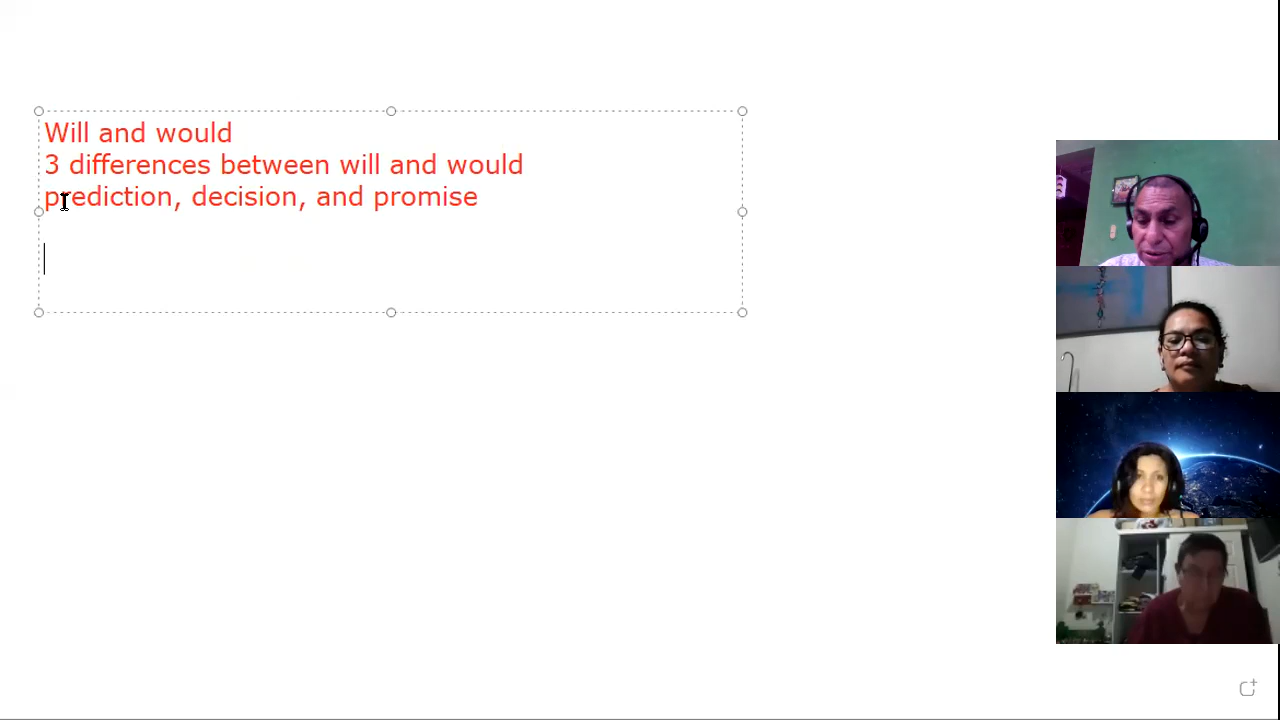 Will and would
3 differences between will and would
prediction, decision, and promise